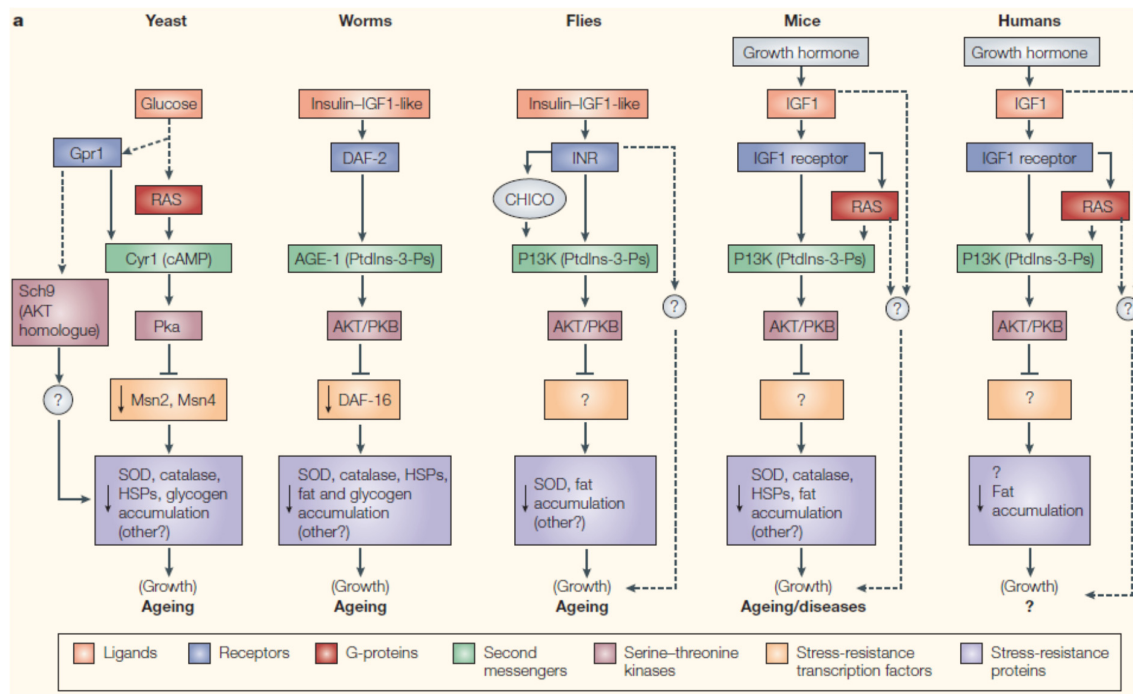 a
Yeast
Worms
Flies
Mice
Humans
Growth hormone
Growth hormone
Glucose
Insulin–IGF1-like
Insulin–IGF1-like
IGF1
IGF1
Gpr1
DAF-2
INR
IGF1 receptor
IGF1 receptor
CHICO
RAS
RAS
RAS
Cyr1 (cAMP)
AGE-1 (PtdIns-3-Ps)
P13K (PtdIns-3-Ps)
P13K (PtdIns-3-Ps)
P13K (PtdIns-3-Ps)
Sch9
(AKT
homologue)
Pka
AKT/PKB
AKT/PKB
?
AKT/PKB
?
AKT/PKB
?
?
Msn2, Msn4
DAF-16
?
?
?
SOD, catalase,
HSPs, glycogen
accumulation
(other?)
SOD, catalase, HSPs,
fat and glycogen
accumulation
(other?)
SOD, fat
accumulation
(other?)
SOD, catalase,
HSPs, fat
accumulation
(other?)
?
Fat
accumulation
(Growth)
Ageing
(Growth)
Ageing
(Growth)
Ageing
(Growth)
Ageing/diseases
(Growth)
?
Ligands
Receptors
G-proteins
Second
messengers
Serine–threonine
kinases
Stress-resistance
transcription factors
Stress-resistance
proteins